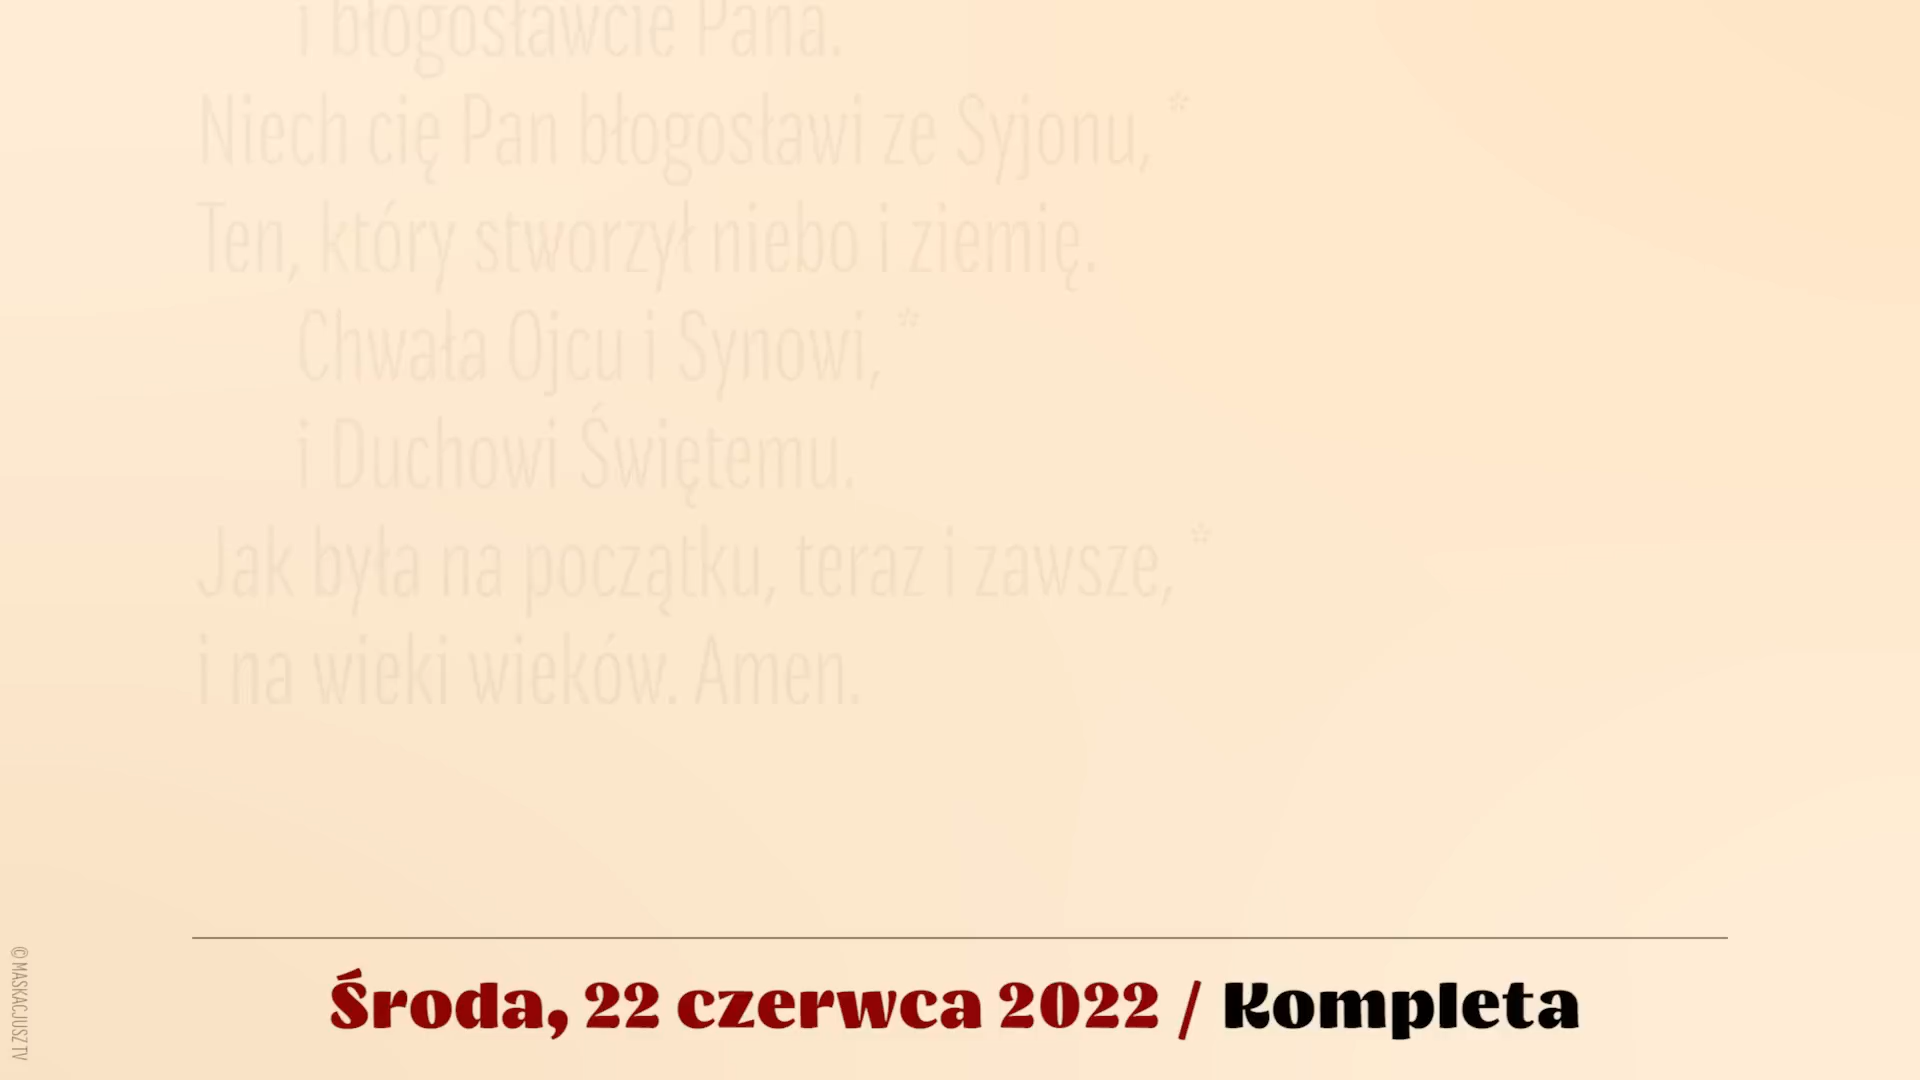 i błogosławcie Pana.
Niech cię Pan błogosławi ze Syjonu, *
Ten, który stworzył niebo i ziemię.
Chwała Ojcu i Synowi, *
i Duchowi Świętemu.
Jak była na początku, teraz i zawsze, *
i na wieki wieków. Amen.
Środa, 22 czerwca 2022 / Kompleta
© MASKACJUSZ TV